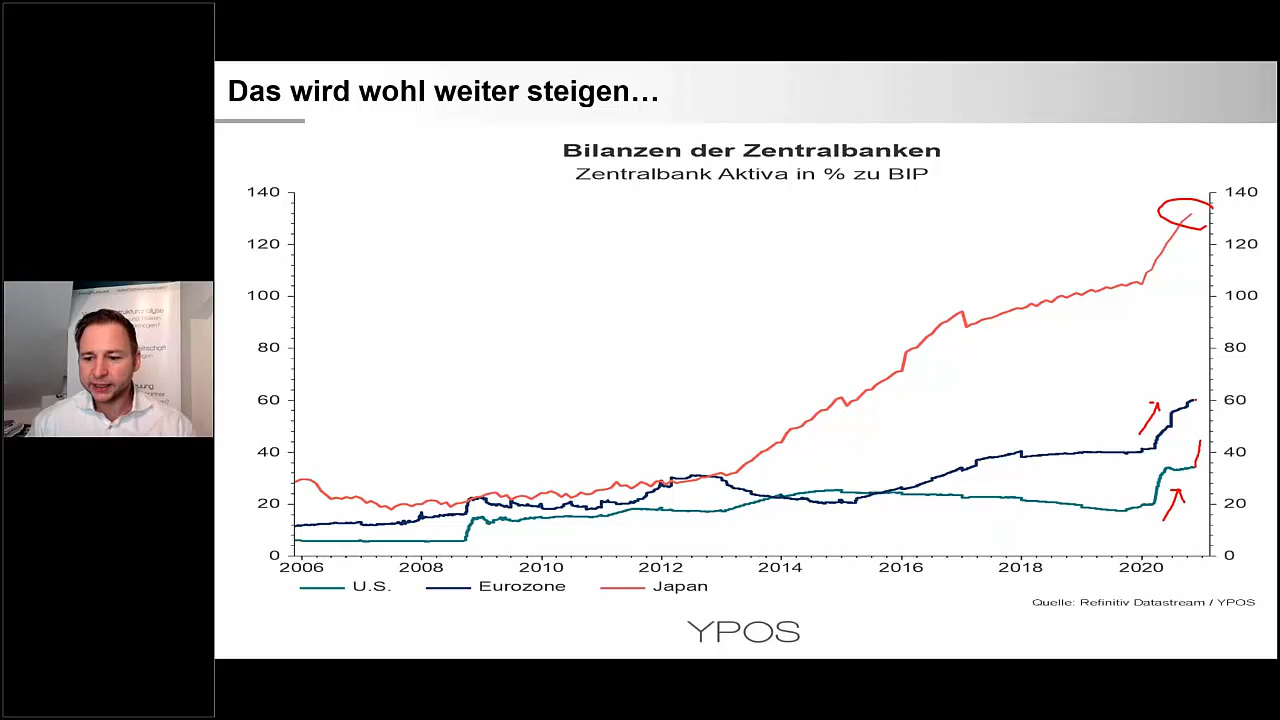 Das wird wohl weiter steigen…
Bilanzen der Zentralbanken
Zentralbank Aktiva in % zu BIP
140 140
120 120
100 100
80 80
60 60
40 40
20 20
0 0
2006 2008 2010 2012 2014 2016 2018 2020
U.S. Eurozone Japan
Quelle: Refinitiv Datastream / YPOS
YPOS